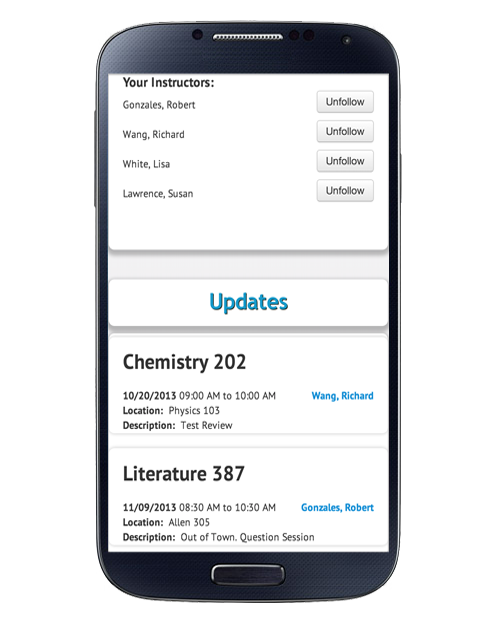 Your Instructors:
Gonzales, Robert Unfollow
Wang, Richard Unfollow
White, Lisa Unfollow
Lawrence, Susan Unfollow
Updates
Chemistry 202
10/20/2013 09:00 AM to 10:00 AM Wang, Richard
Location: Physics 103
Description: Test Review
Literature 387
11/09/2013 08:30 AM to 10:30 AM Gonzales, Robert
Location: Allen 305
Description: Out of Town. Question Session